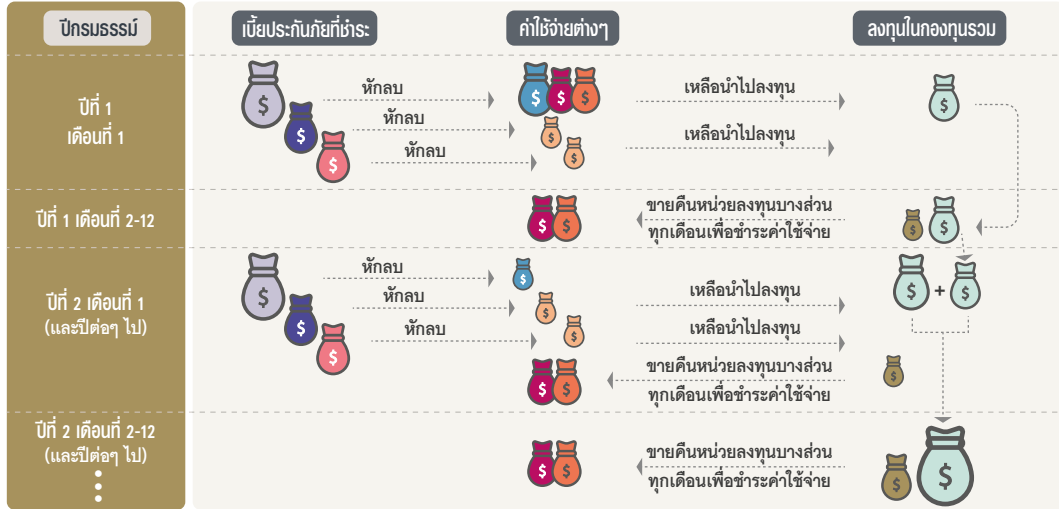 ปีกรมธรรม์
เบี้ยประกันภัยที่ชำระ
ค่าใช้จ่ายต่างๆ
ลงทุนในกองทุนรวม
ปีที่ 1
เดือนที่ 1
$
$
$
หักลบ
หักลบ
หักลบ
$
$
$
$
$
เหลือนำไปลงทุน
เหลือนำไปลงทุน
$
ปีที่ 1 เดือนที่ 2-12
$
$
ขายคืนหน่วยลงทุนบางส่วน
ทุกเดือนเพื่อชำระค่าใช้จ่าย
$
$
ปีที่ 2 เดือนที่ 1
(และปีต่อๆ ไป)
$
$
$
หักลบ
หักลบ
หักลบ
$
$
$
$
$
เหลือนำไปลงทุน
เหลือนำไปลงทุน
ขายคืนหน่วยลงทุนบางส่วน
ทุกเดือนเพื่อชำระค่าใช้จ่าย
$ + $
$
ปีที่ 2 เดือนที่ 2-12
(และปีต่อๆ ไป)
$
$
ขายคืนหน่วยลงทุนบางส่วน
ทุกเดือนเพื่อชำระค่าใช้จ่าย
$
$